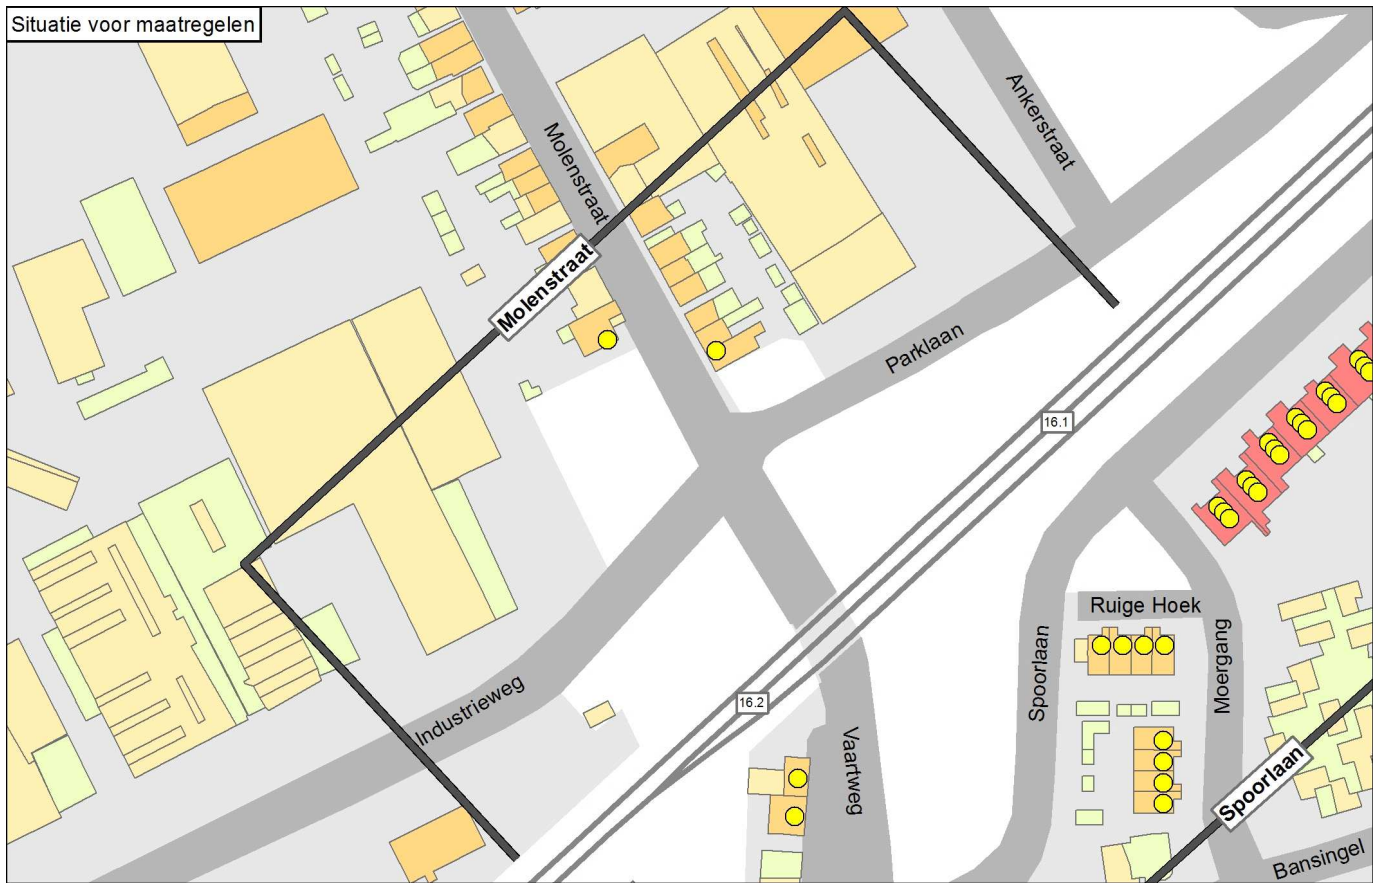 Situatie voor maatregelen
Ankerstraat
Molenstraat
Molenstraat
Parklaan
16.1
Ruige Hoek
Spoorlaan
Moergang
Industrieweg
16.2
Vaartweg
Spoorlaan
Bansingel